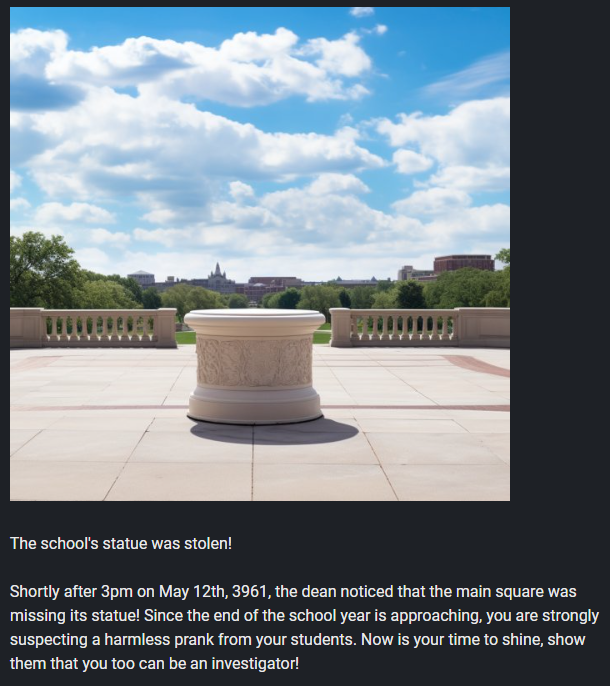 The school's statue was stolen!
Shortly after 3pm on May 12th, 3961, the dean noticed that the main square was
missing its statue! Since the end of the school year is approaching, you are strongly
suspecting a harmless prank from your students. Now is your time to shine, show
them that you too can be an investigator!